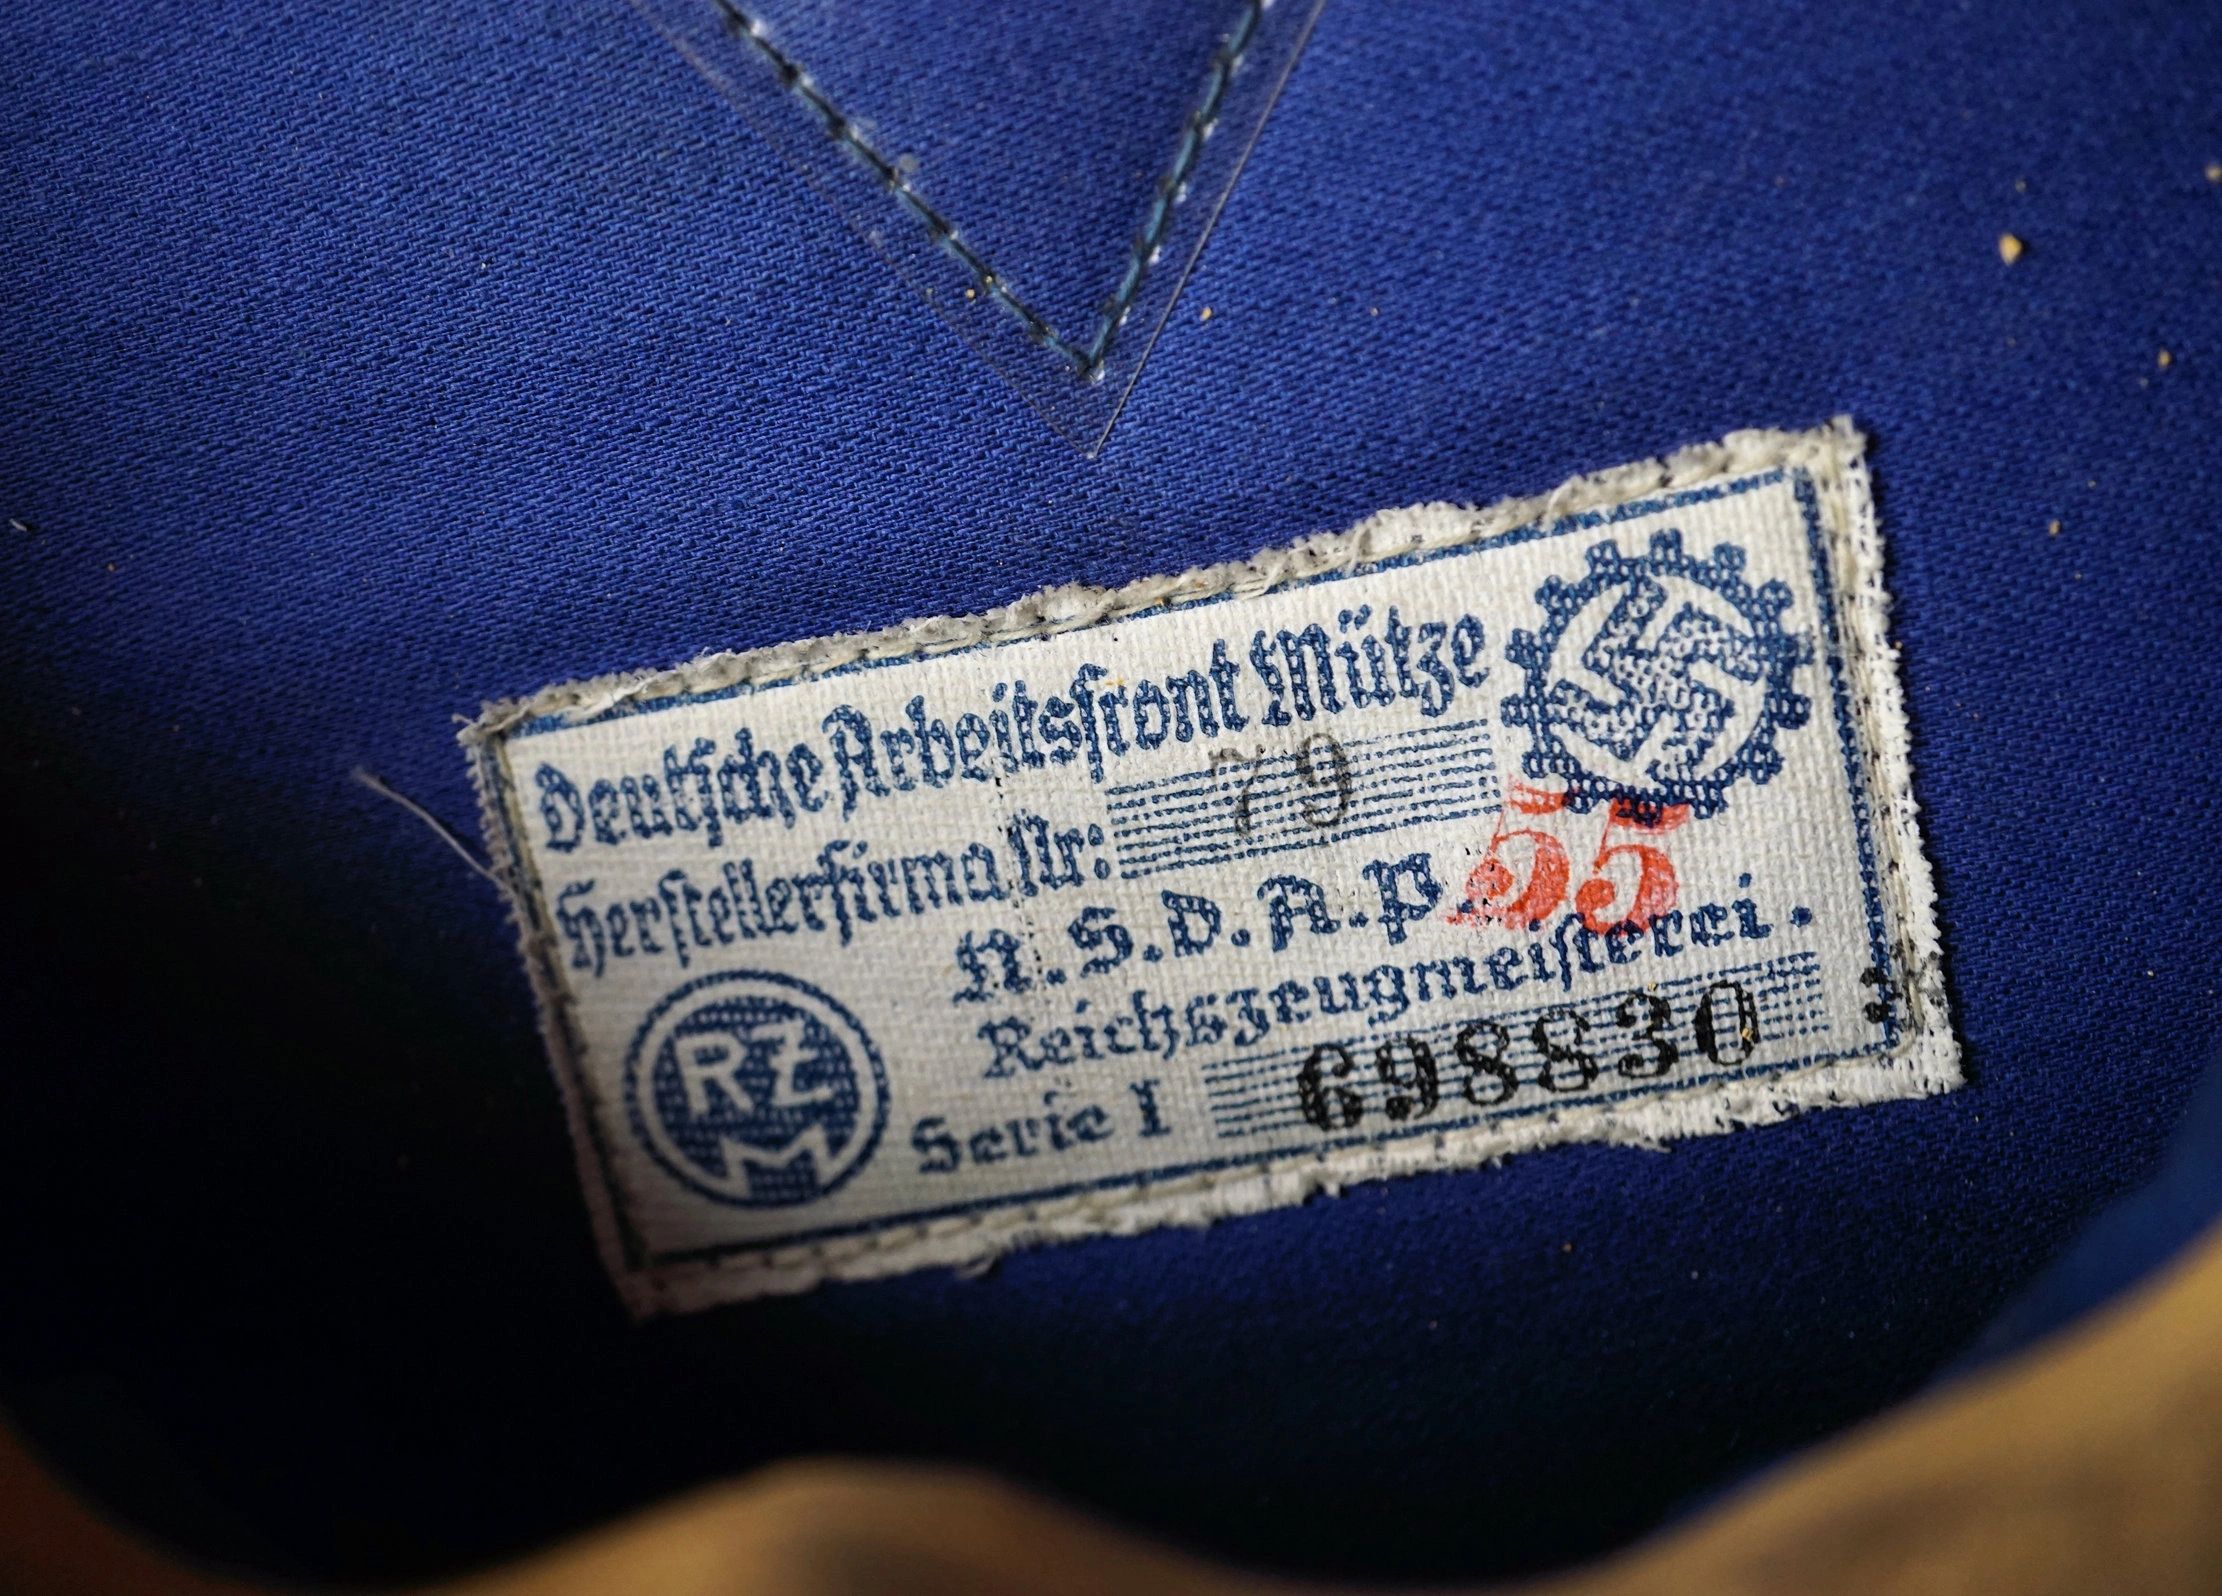 Deutsche Arbeitsfront Mütze
Herstellerfirma Nr: 79
N.S.D.A.P. 55
Reichszeugmeisterei.
Serie I 698830
RZM